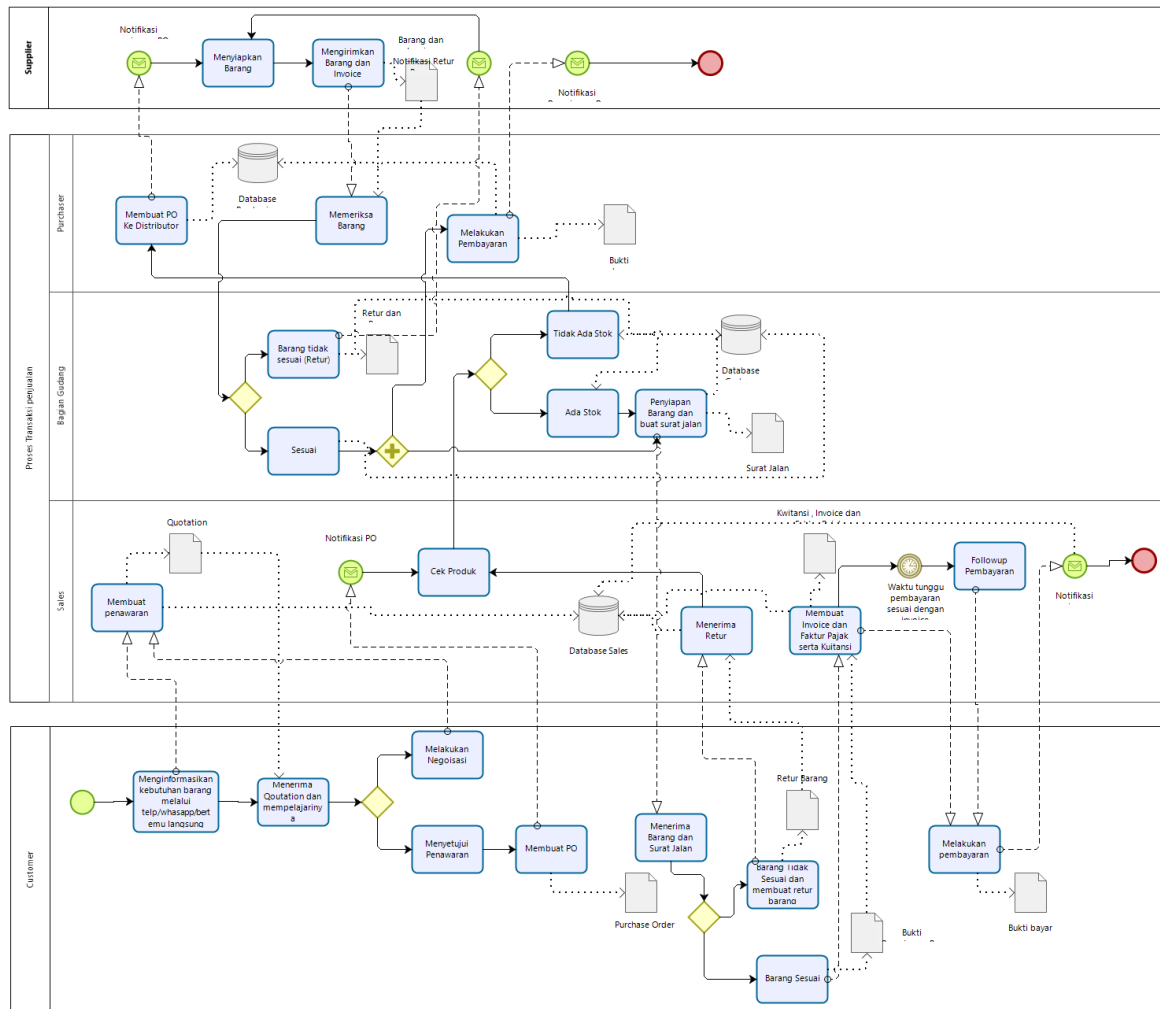 Supplier
Notifikasi
Menyiapkan
Barang
Mengirimkan
Barang dan
Invoice
Barang dan
Notifikasi Retur
Notifikasi
Proses Transaksi penjualan
Purchaser
Membuat PO
Ke Distributor
Database
Memeriksa
Barang
Melakukan
Pembayaran
Bukti
Bagian Gudang
Barang tidak
sesuai (Retur)
Retur dan
Sesuai
Tidak Ada Stok
Ada Stok
Penyiapan
Barang dan
buat surat jalan
Database
Surat Jalan
Sales
Quotation
Membuat
penawaran
Notifikasi PO
Cek Produk
Database Sales
Menerima
Retur
Kwitansi , Invoice dan
Membuat
Invoice dan
Faktur Pajak
serta Kuitansi
Waktu tunggu
pembayaran
sesuai dengan
invoice
Followup
Pembayaran
Notifikasi
Customer
Menginformasikan
kebutuhan barang
melalui
telp/whasapp/bert
emu langsung
Menerima
Qoutation dan
mempelajariny
a
Melakukan
Negoisasi
Menyetujui
Penawaran
Membuat PO
Purchase Order
Menerima
Barang dan
Surat Jalan
Retur Barang
Barang Tidak
Sesuai dan
membuat retur
barang
Barang Sesuai
Bukti
Melakukan
pembayaran
Bukti bayar